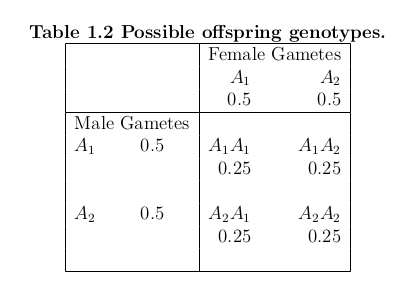 Table 1.2 Possible offspring genotypes.
Female Gametes
A₁ A₂
0.5 0.5
Male Gametes
A₁ 0.5 A₁A₁ A₁A₂
0.25 0.25
A₂ 0.5 A₂A₁ A₂A₂
0.25 0.25